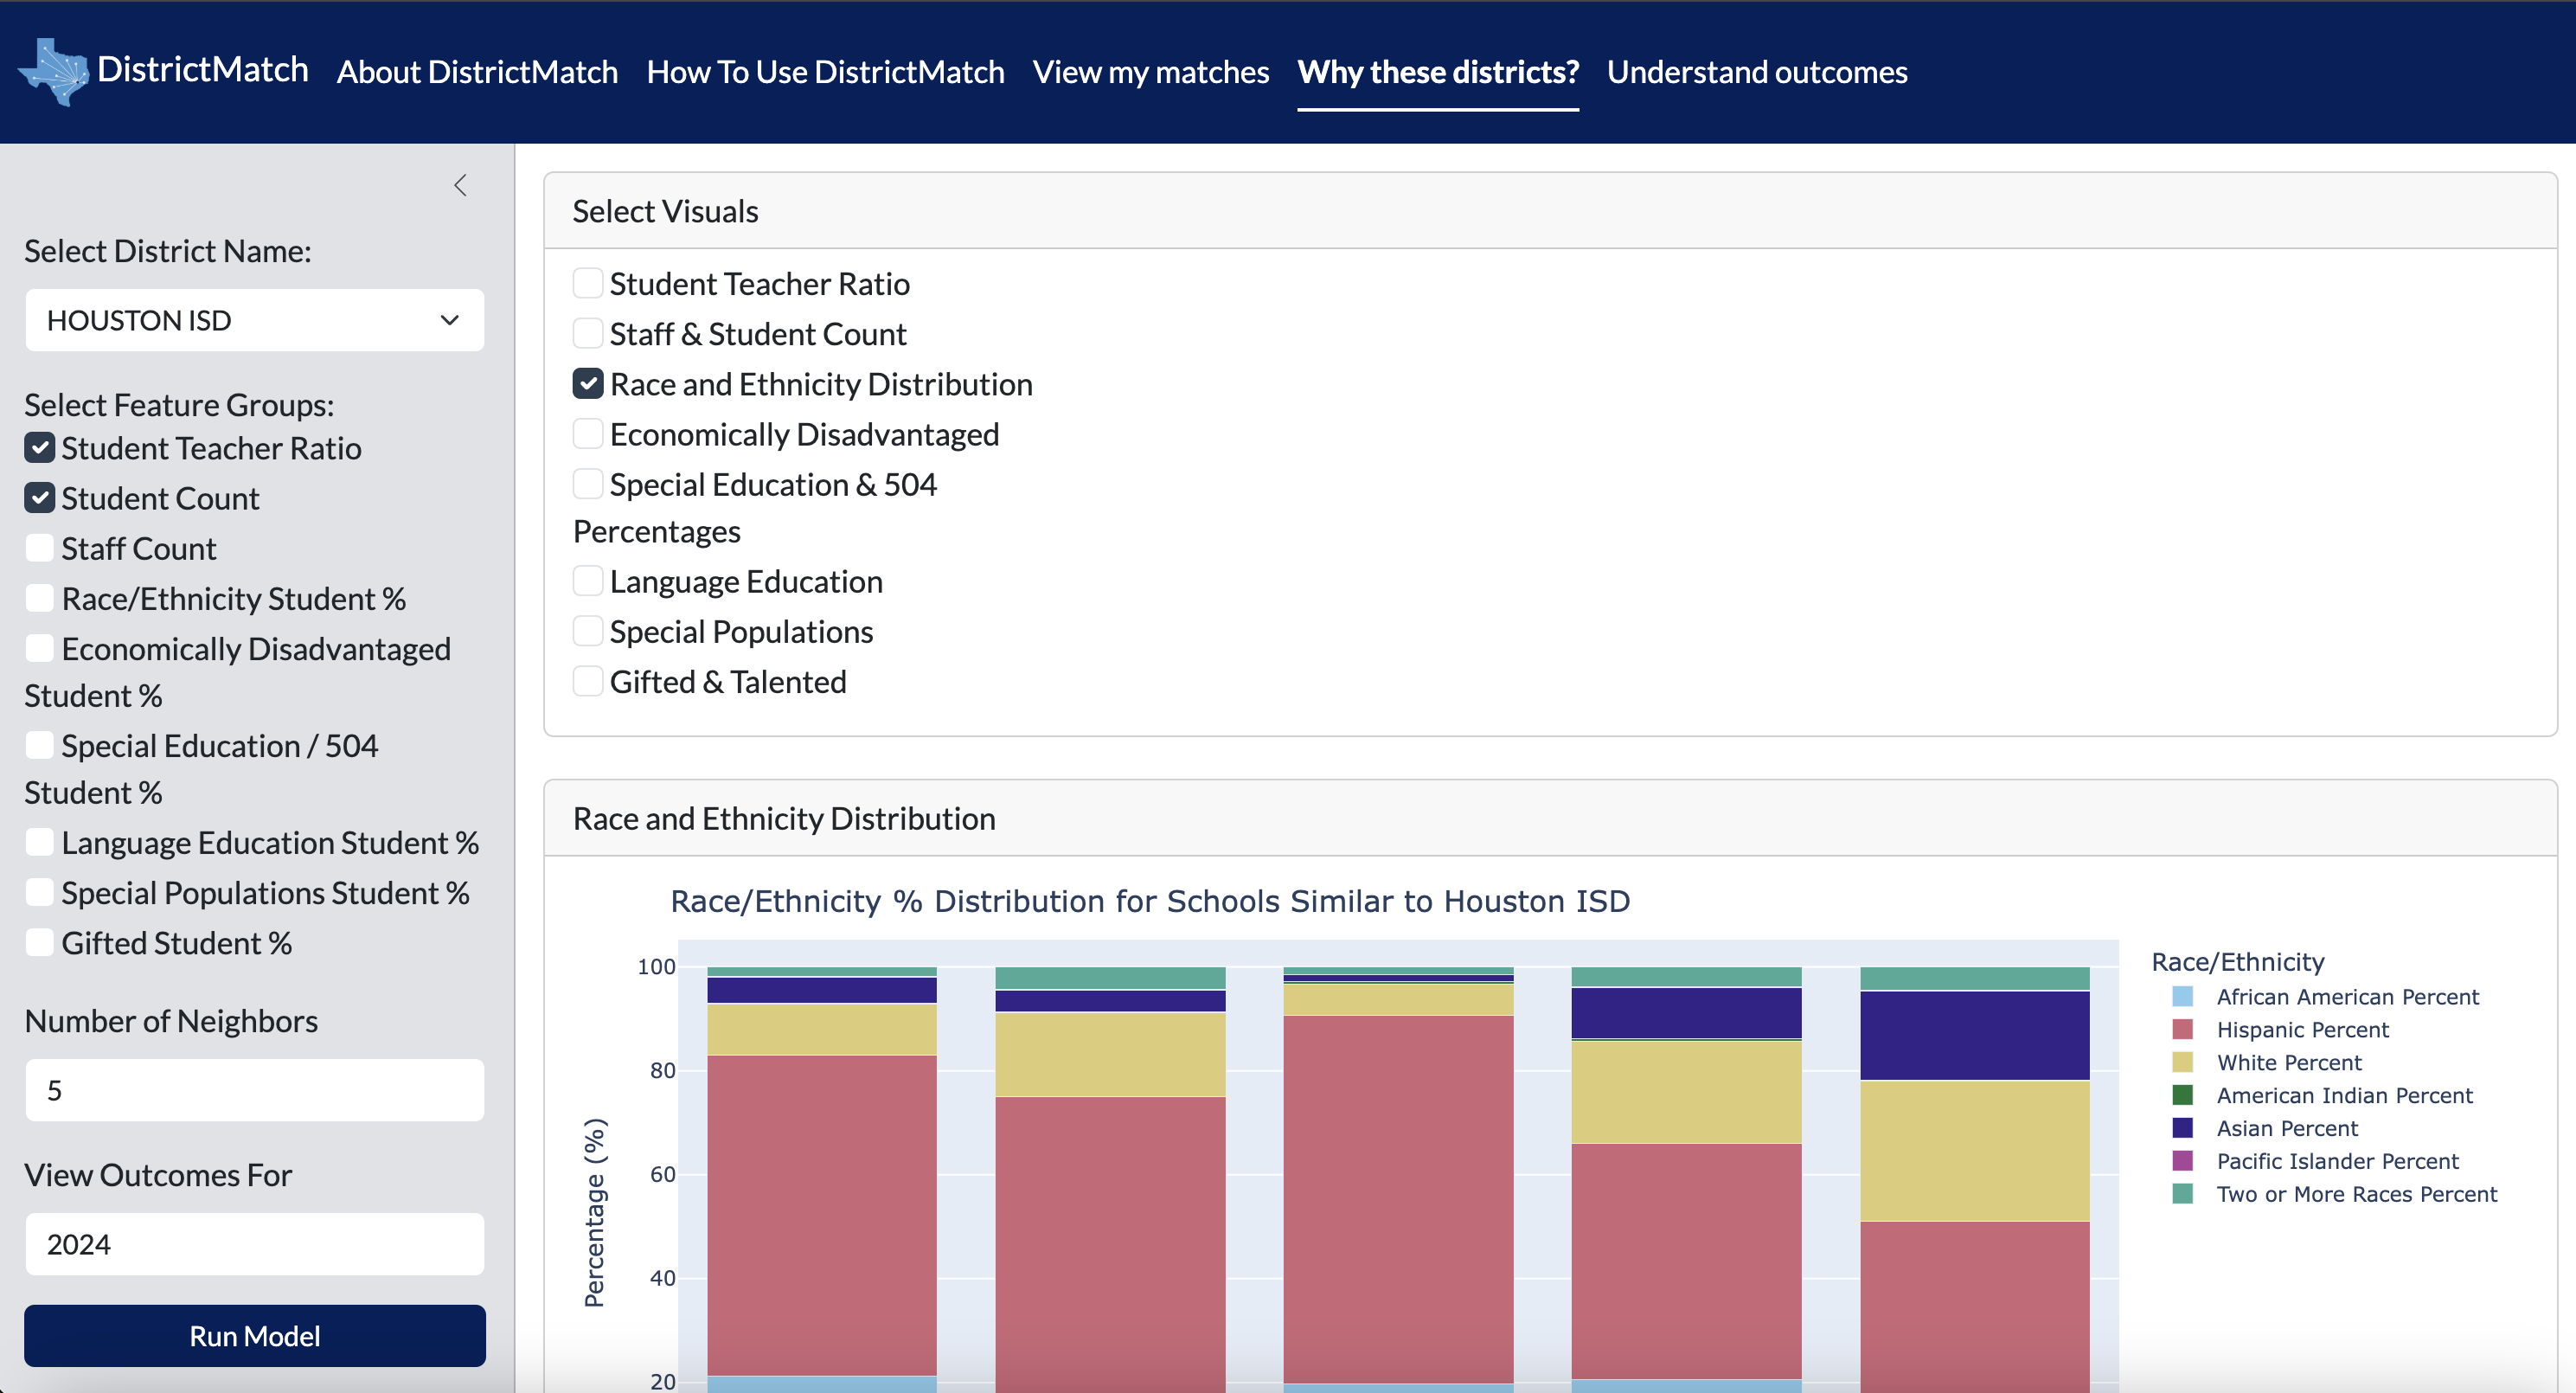 DistrictMatch
About DistrictMatch
How To Use DistrictMatch
View my matches
Why these districts?
Understand outcomes
Select District Name:
HOUSTON ISD
Select Feature Groups:
Student Teacher Ratio
Student Count
Staff Count
Race/Ethnicity Student %
Economically Disadvantaged
Student %
Special Education / 504
Student %
Language Education Student %
Special Populations Student %
Gifted Student %
Number of Neighbors
5
View Outcomes For
2024
Run Model
Select Visuals
Student Teacher Ratio
Staff & Student Count
Race and Ethnicity Distribution
Economically Disadvantaged
Special Education & 504
Percentages
Language Education
Special Populations
Gifted & Talented
Race and Ethnicity Distribution
Race/Ethnicity % Distribution for Schools Similar to Houston ISD
Percentage (%)
100
80
60
40
20
Race/Ethnicity
African American Percent
Hispanic Percent
White Percent
American Indian Percent
Asian Percent
Pacific Islander Percent
Two or More Races Percent